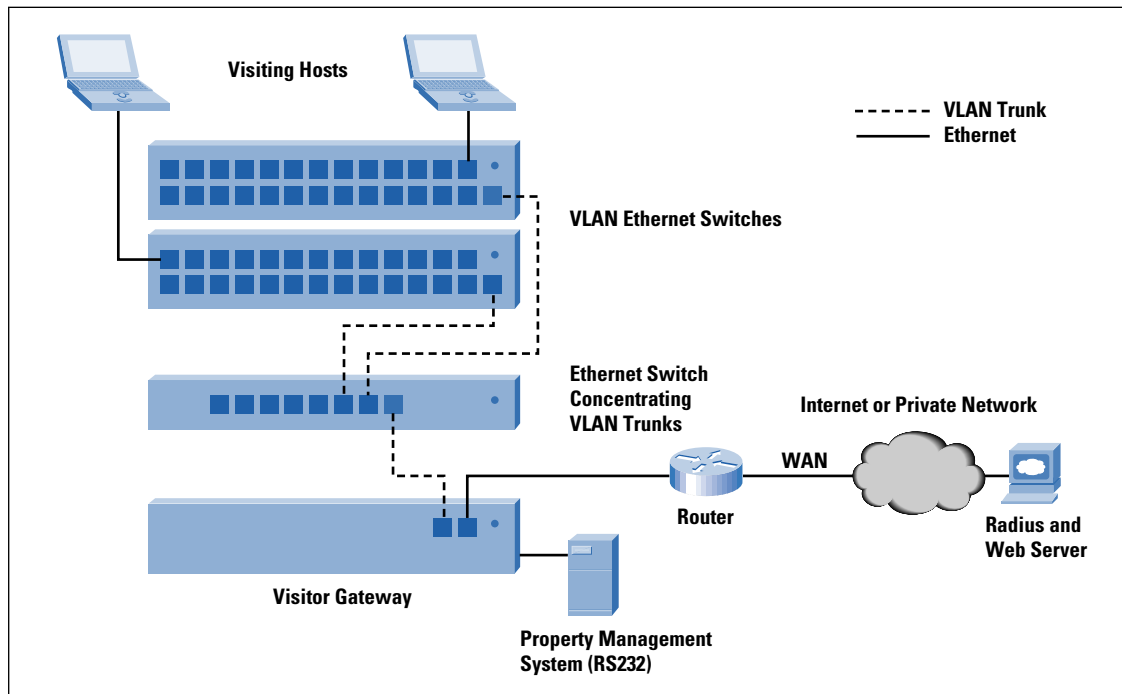 Visiting Hosts
VLAN Trunk
Ethernet
VLAN Ethernet Switches
Ethernet Switch
Concentrating
VLAN Trunks
Internet or Private Network
WAN
Router
Radius and
Web Server
Visitor Gateway
Property Management
System (RS232)